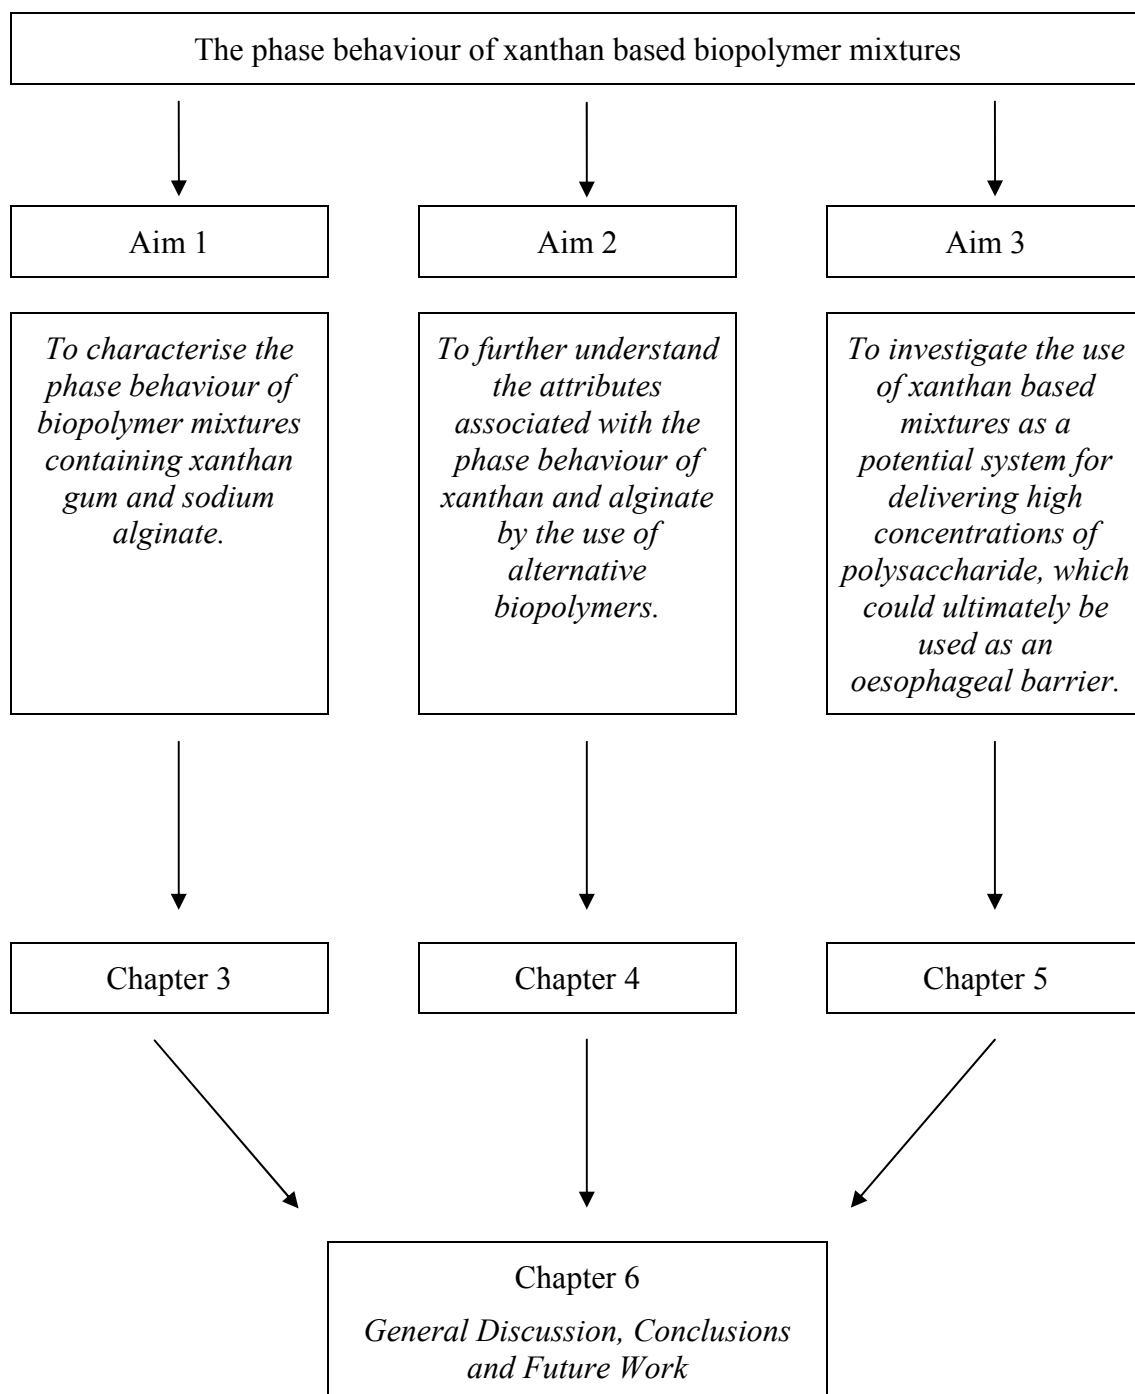 The phase behaviour of xanthan based biopolymer mixtures
Aim 1
Aim 2
Aim 3
To characterise the
phase behaviour of
biopolymer mixtures
containing xanthan
gum and sodium
alginate.
To further understand
the attributes
associated with the
phase behaviour of
xanthan and alginate
by the use of
alternative
biopolymers.
To investigate the use
of xanthan based
mixtures as a
potential system for
delivering high
concentrations of
polysaccharide, which
could ultimately be
used as an
oesophageal barrier.
Chapter 3
Chapter 4
Chapter 5
Chapter 6
General Discussion, Conclusions
and Future Work